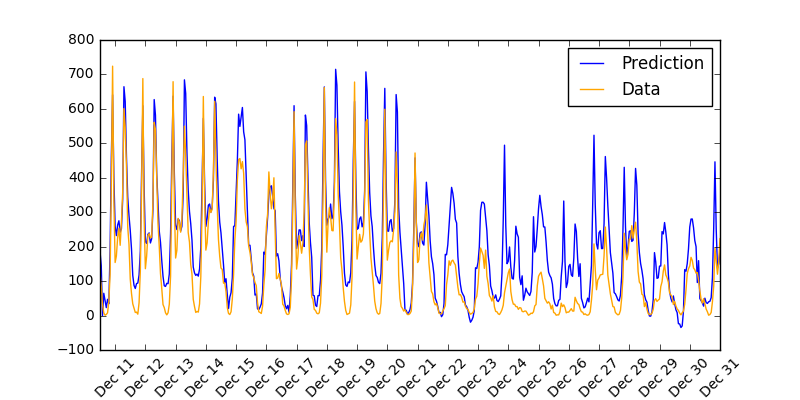 800
700
600
500
400
300
200
100
0
−100
Prediction
Data
Dec 11
Dec 12
Dec 13
Dec 14
Dec 15
Dec 16
Dec 17
Dec 18
Dec 19
Dec 20
Dec 21
Dec 22
Dec 23
Dec 24
Dec 25
Dec 26
Dec 27
Dec 28
Dec 29
Dec 30
Dec 31